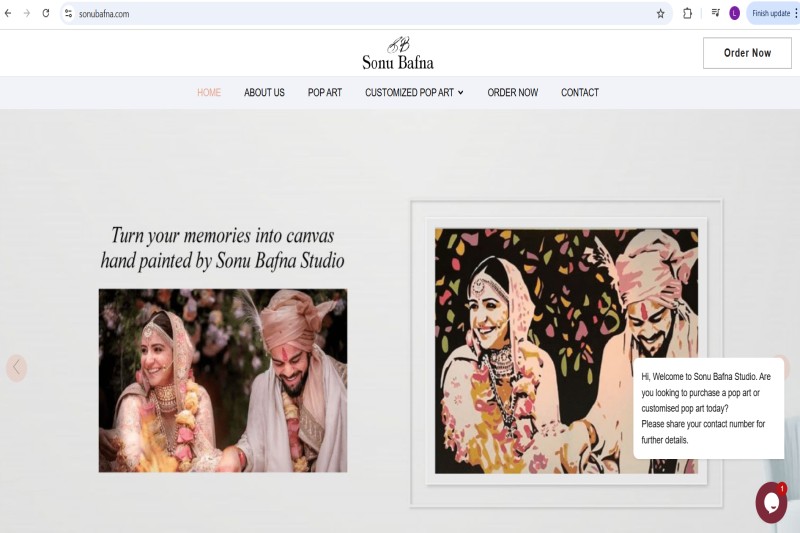 sonubafna.com
L
Finish update
SB
Sonu Bafna
Order Now
HOME
ABOUT US
POP ART
CUSTOMIZED POP ART
ORDER NOW
CONTACT
Turn your memories into canvas
hand painted by Sonu Bafna Studio
Hi, Welcome to Sonu Bafna Studio. Are
you looking to purchase a pop art or
customised pop art today?
Please share your contact number for
further details.
1